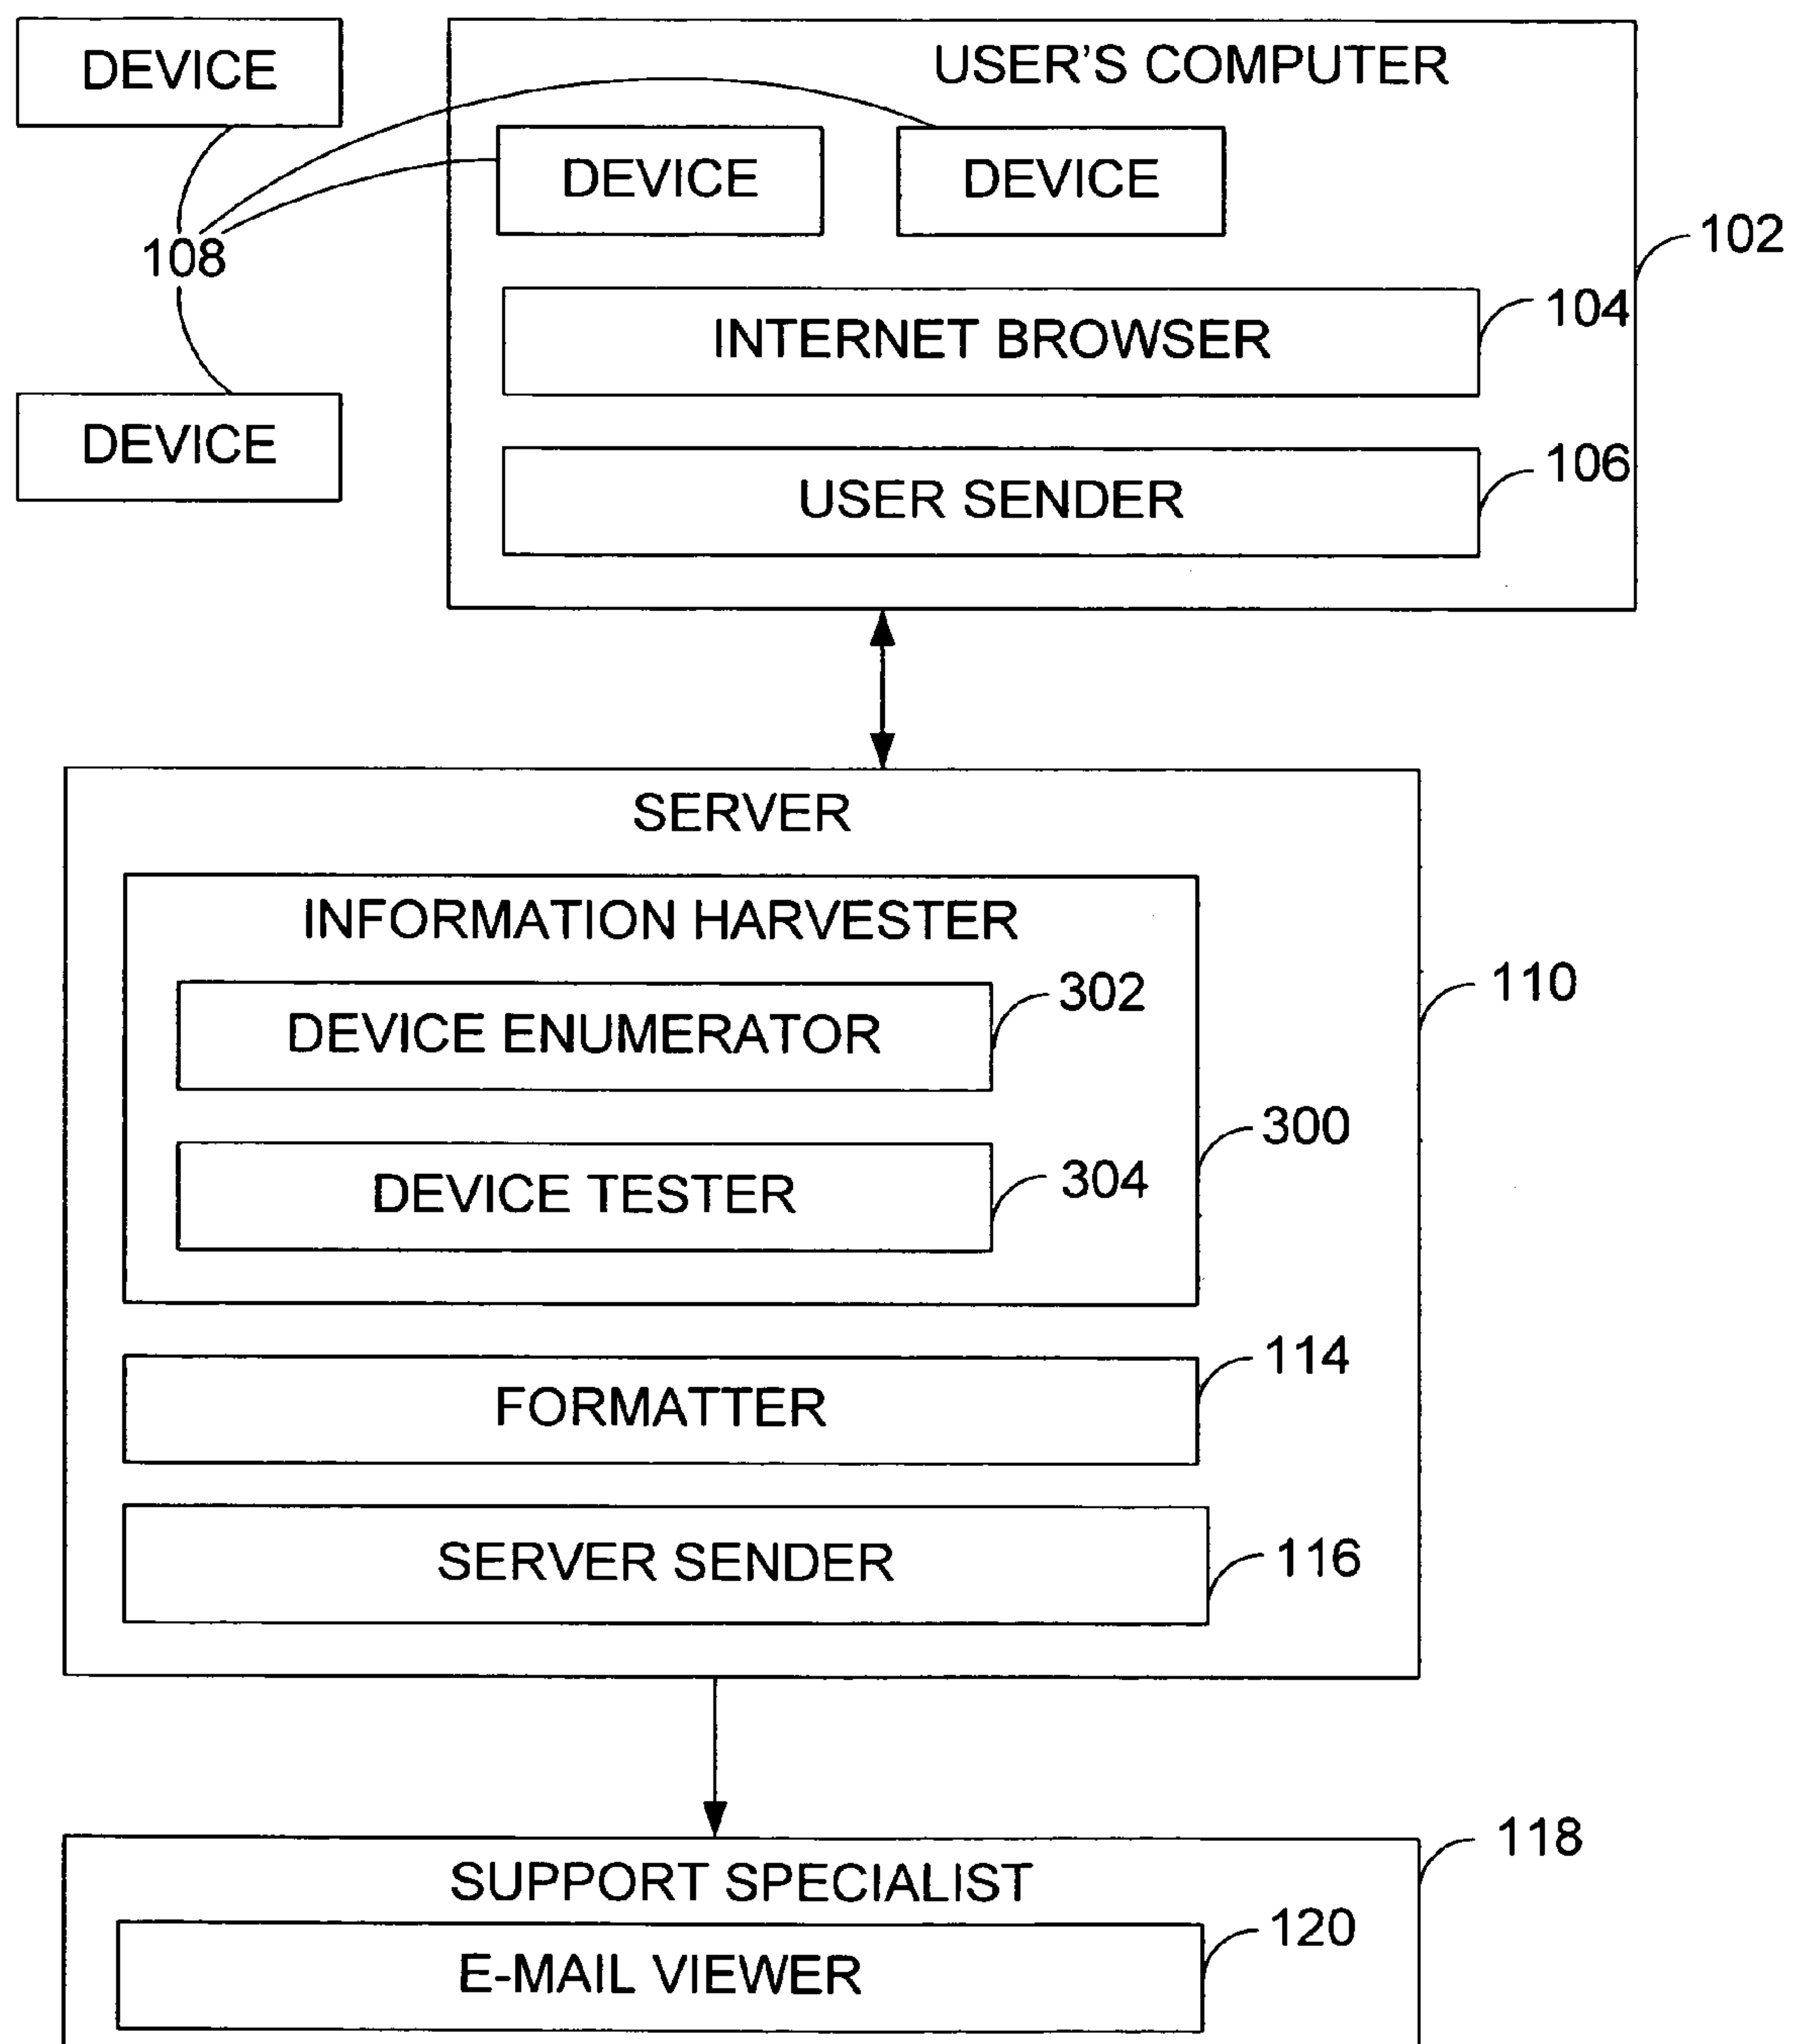 DEVICE
USER'S COMPUTER
DEVICE
DEVICE
108
102
INTERNET BROWSER
104
DEVICE
USER SENDER
106
SERVER
INFORMATION HARVESTER
DEVICE ENUMERATOR
302
110
300
DEVICE TESTER
304
FORMATTER
114
SERVER SENDER
116
SUPPORT SPECIALIST
118
E-MAIL VIEWER
120